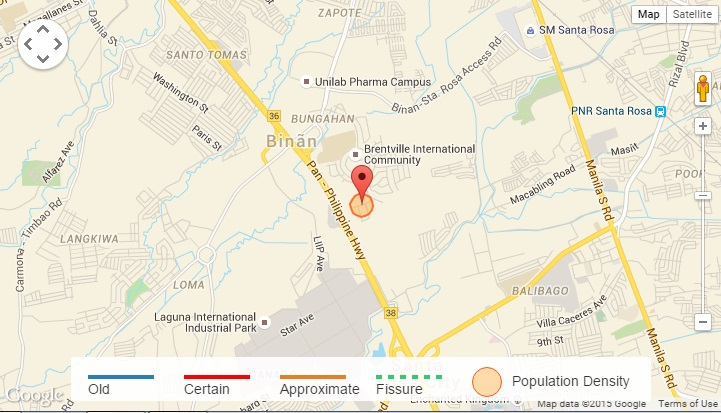 Magallanes St
Dahlia St
ZAPOTE
Map
Satellite
SM Santa Rosa
SANTO TOMAS
Rizal Blvd
Unilab Pharma Campus
Washington St
Binan-Sta. Rosa Access Rd
36
BUNGAHAN
PNR Santa Rosa
Paris St
Biñan
Brentville International
Community
Masit
Alfarez Ave
Pan - Philippine Hwy
Manila S Rd
Macabling Road
POOK
Carmona - Timbao Rd
LANGKIWA
LIIP Ave
LOMA
BALIBAGO
38
Laguna International
Industrial Park
Star Ave
Villa Caceres Ave
9th St
Manila S Rd
Old
Certain
Approximate
Fissure
Population Density
Google
Enchanted Kingdom
Map data ©2015 Google
Terms of Use